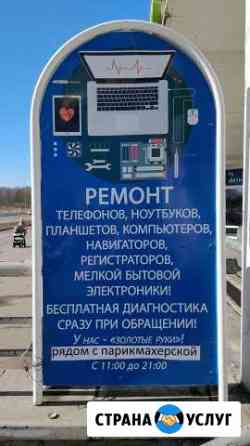 РЕМОНТ
ТЕЛЕФОНОВ, НОУТБУКОВ,
ПЛАНШЕТОВ, КОМПЬЮТЕРОВ,
НАВИГАТОРОВ,
РЕГИСТРАТОРОВ,
МЕЛКОЙ БЫТОВОЙ
ЭЛЕКТРОНИКИ!
БЕСПЛАТНАЯ ДИАГНОСТИКА
СРАЗУ ПРИ ОБРАЩЕНИИ!
У НАС - «ЗОЛОТЫЕ РУКИ»!
рядом с парикмахерской
С 11:00 до 21:00
СТРАНА УСЛУГ